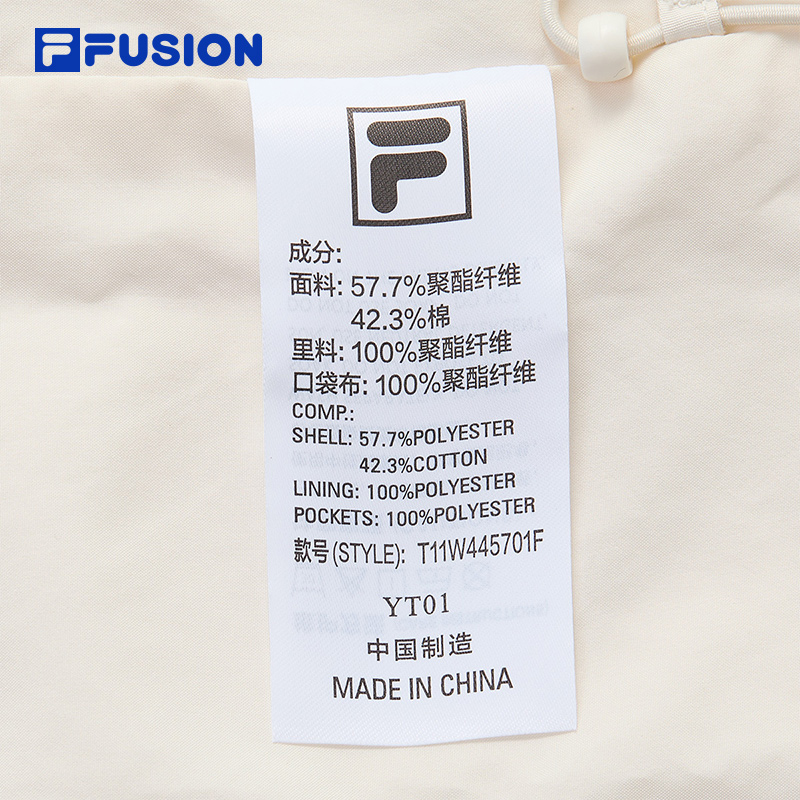 FUSION
成分:
面料: 57.7%聚酯纤维
42.3%棉
里料: 100%聚酯纤维
口袋布: 100%聚酯纤维
COMP.:
SHELL: 57.7%POLYESTER
42.3%COTTON
LINING: 100%POLYESTER
POCKETS: 100%POLYESTER
款号(STYLE): T11W445701F
YT01
中国制造
MADE IN CHINA